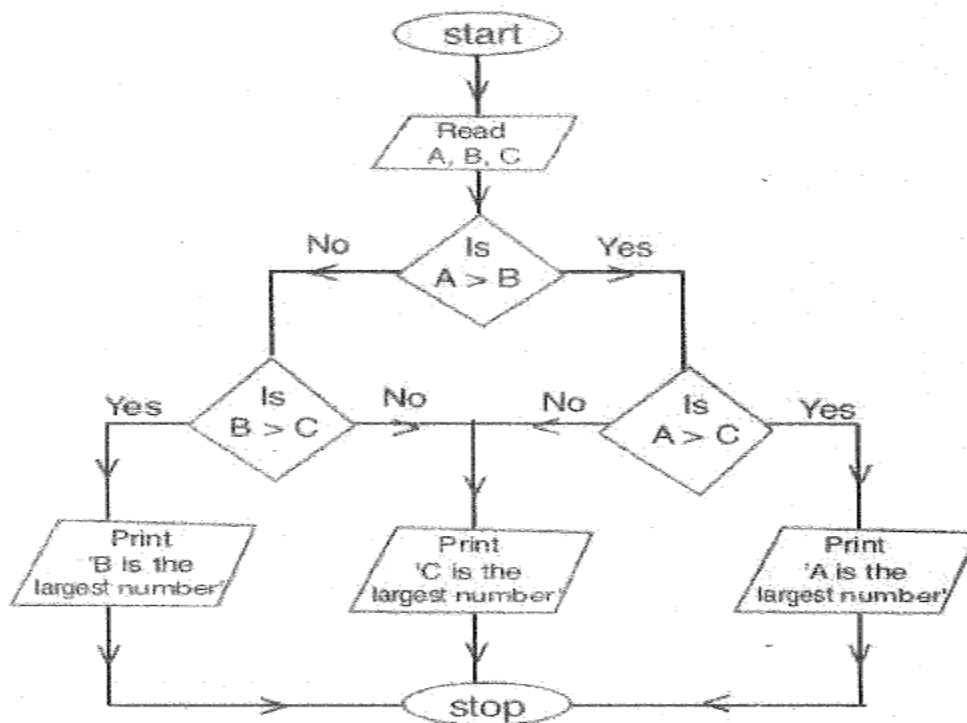 start
Read
A, B, C
Is
A > B
No
Yes
Is
B > C
Yes
No
Is
A > C
No
Yes
Print
'B is the
largest number'
Print
'C is the
largest number'
Print
'A is the
largest number'
stop